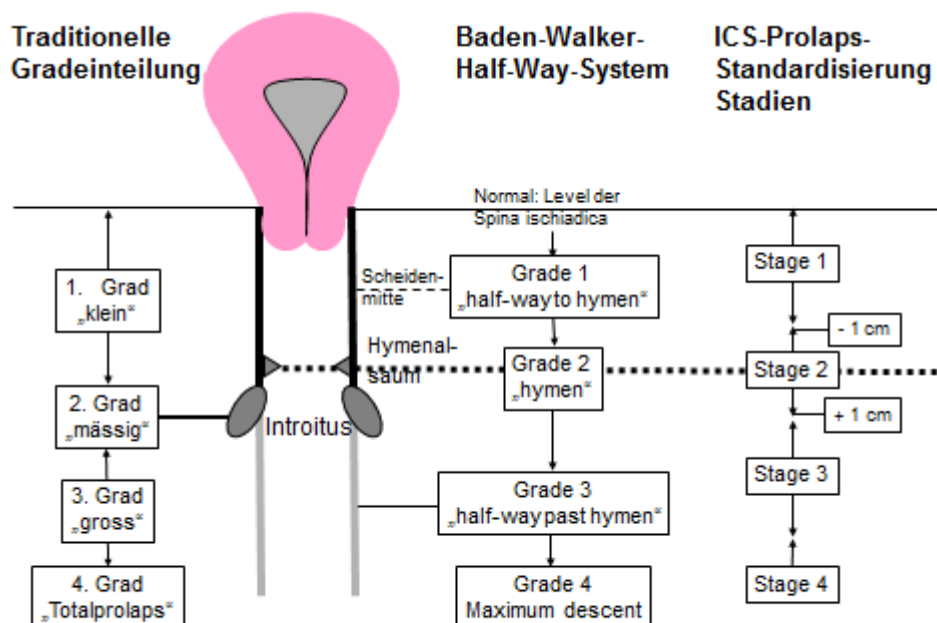 Traditionelle
Gradeinteilung
Baden-Walker-
Half-Way-System
ICS-Prolaps-
Standardisierung
Stadien
Normal: Level der
Spina ischiadica
1. Grad
„klein“
2. Grad
„mässig“
3. Grad
„gross“
4. Grad
„Totalprolaps“
Scheiden-
mitte
Hymenal-
saum
Introitus
Grade 1
„half-way to hymen“
Grade 2
„hymen“
Grade 3
„half-way past hymen“
Grade 4
Maximum descent
Stage 1
- 1 cm
Stage 2
+ 1 cm
Stage 3
Stage 4